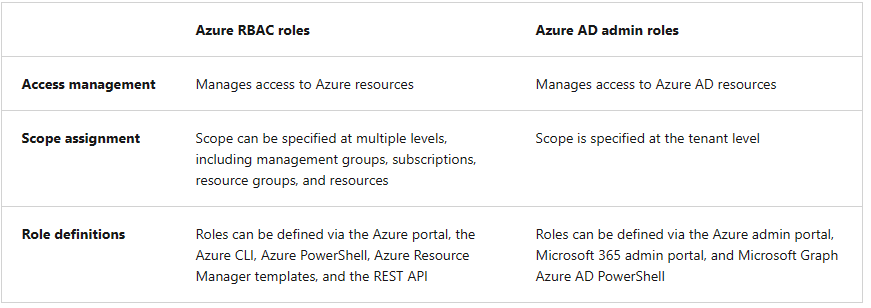 Azure RBAC roles
Azure AD admin roles
Access management
Manages access to Azure resources
Manages access to Azure AD resources
Scope assignment
Scope can be specified at multiple levels,
including management groups, subscriptions,
resource groups, and resources
Scope is specified at the tenant level
Role definitions
Roles can be defined via the Azure portal, the
Azure CLI, Azure PowerShell, Azure Resource
Manager templates, and the REST API
Roles can be defined via the Azure admin portal,
Microsoft 365 admin portal, and Microsoft Graph
Azure AD PowerShell